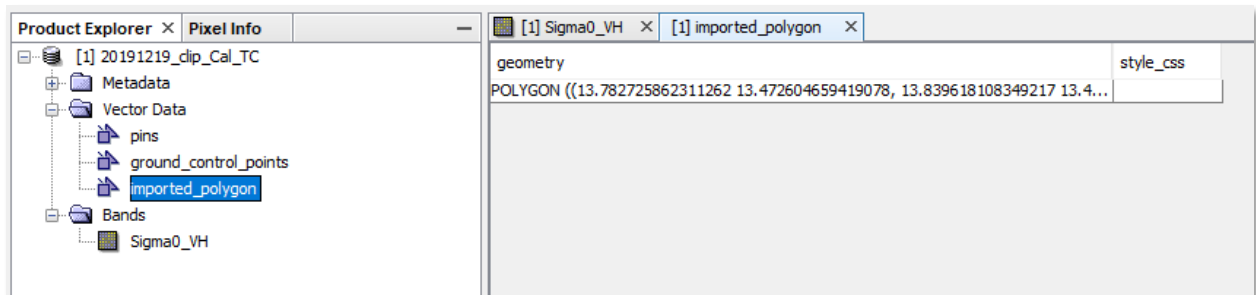 Product Explorer Pixel Info
[1] 20191219_clip_Cal_TC
Metadata
Vector Data
pins
ground_control_points
imported_polygon
Bands
Sigma0_VH
[1] Sigma0_VH [1] imported_polygon
geometry style_css
POLYGON ((13.782725862311262 13.472604659419078, 13.839618108349217 13.4...